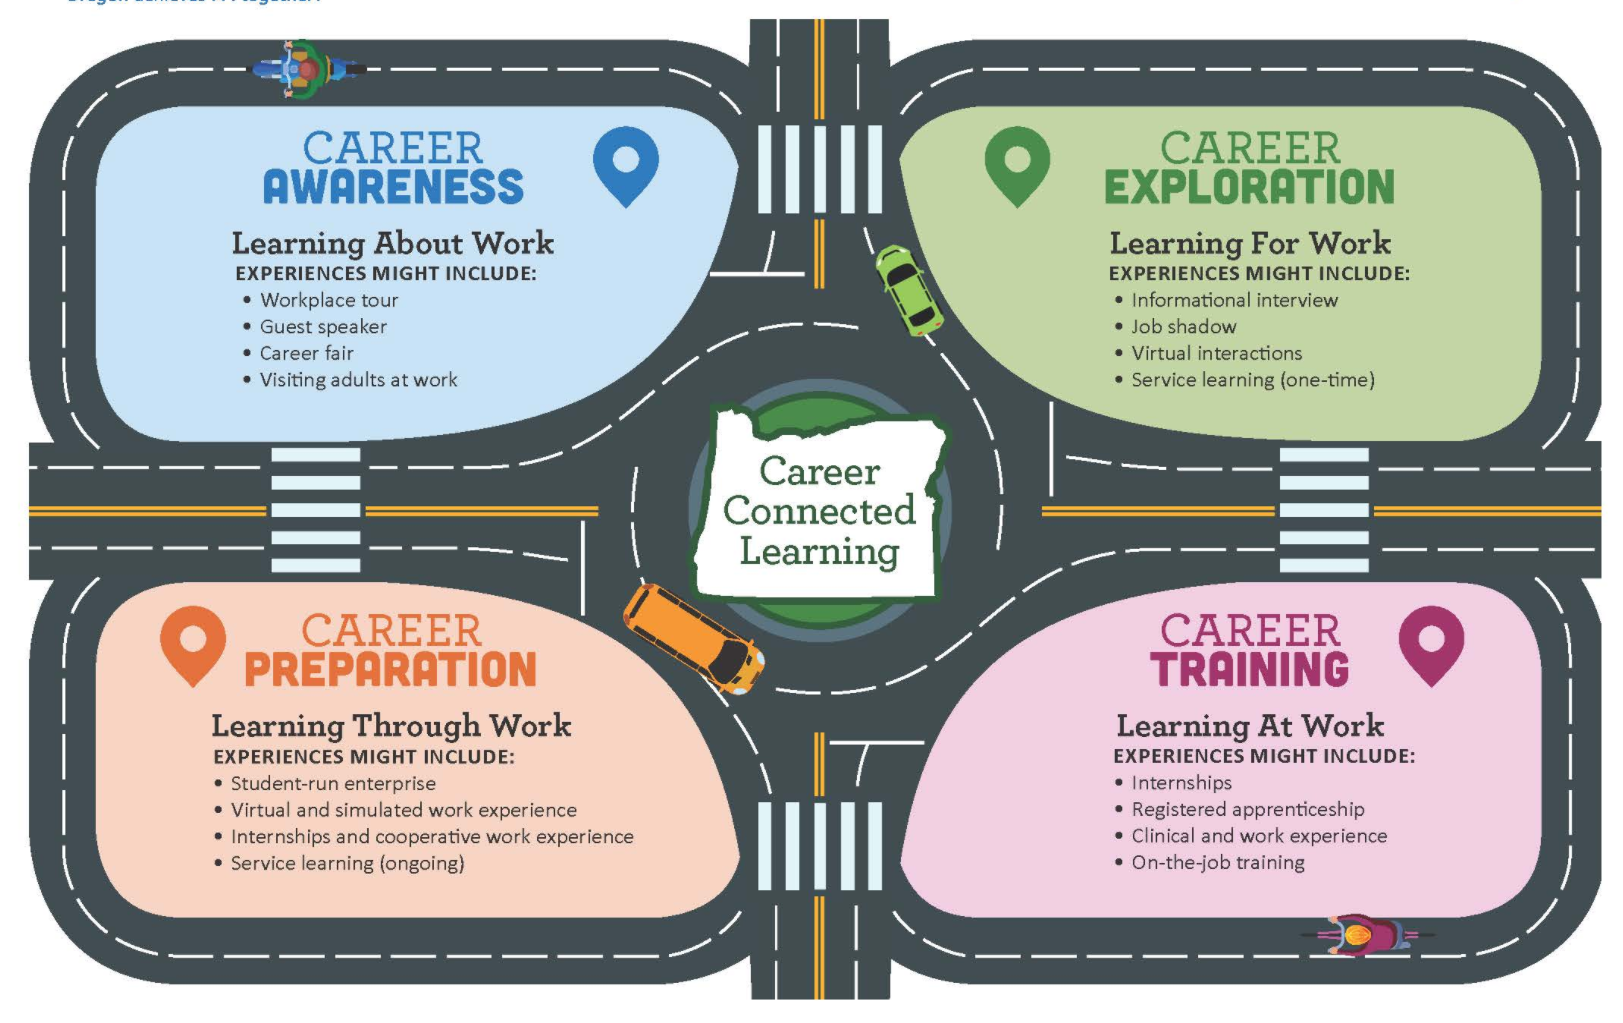 CAREER
AWARENESS
Learning About Work
EXPERIENCES MIGHT INCLUDE:
• Workplace tour
• Guest speaker
• Career fair
• Visiting adults at work
CAREER
EXPLORATION
Learning For Work
EXPERIENCES MIGHT INCLUDE:
• Informational interview
• Job shadow
• Virtual interactions
• Service learning (one-time)
Career
Connected
Learning
CAREER
PREPARATION
Learning Through Work
EXPERIENCES MIGHT INCLUDE:
• Student-run enterprise
• Virtual and simulated work experience
• Internships and cooperative work experience
• Service learning (ongoing)
CAREER
TRAINING
Learning At Work
EXPERIENCES MIGHT INCLUDE:
• Internships
• Registered apprenticeship
• Clinical and work experience
• On-the-job training